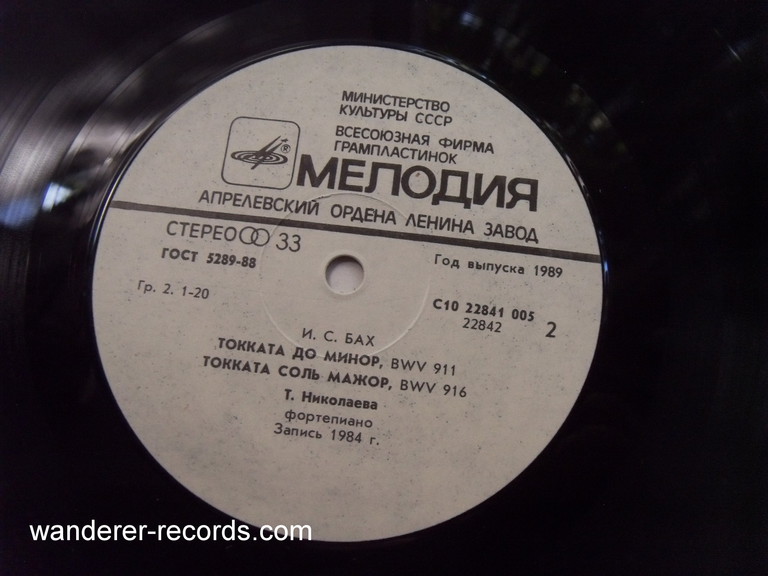 МИНИСТЕРСТВО
КУЛЬТУРЫ СССР
ВСЕСОЮЗНАЯ ФИРМА
ГРАМПЛАСТИНОК
®
МЕЛОДИЯ
АПРЕЛЕВСКИЙ ОРДЕНА ЛЕНИНА ЗАВОД
СТЕРЕО 33
ГОСТ 5289-88
Год выпуска 1989
Гр. 2. 1-20
С10 22841 005
22842
2
И. С. БАХ
ТОККАТА ДО МИНОР, BWV 911
ТОККАТА СОЛЬ МАЖОР, BWV 916
Т. Николаева
фортепиано
Запись 1984 г.
wanderer-records.com